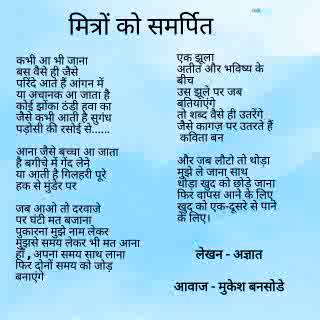 मित्रों को समर्पित
कभी आ भी जाना
बस वैसे ही जैसे
परिंदे आते हैं आंगन में
या अचानक आ जाता है
कोई झोंका ठंडी हवा का
जैसे कभी आती है सुगंध
पड़ोसी की रसोई से......
आना जैसे बच्चा आ जाता
है बगीचे में गेंद लेने
या आती है गिलहरी पूरे
हक से मुंडेर पर
जब आओ तो दरवाजे
पर घंटी मत बजाना
पुकारना मुझे नाम लेकर
मुझसे समय लेकर भी मत आना
हाँ , अपना समय साथ लाना
फिर दोनों समय को जोड़
बनाएंगे
एक झूला
अतीत और भविष्य के
बीच
उस झूले पर जब
बतियाएंगे
तो शब्द वैसे ही उतरेंगे
जैसे कागज़ पर उतरते हैं
कविता बन
और जब लौटो तो थोड़ा
मुझे ले जाना साथ
थोड़ा खुद को छोड़े जाना
फिर वापस आने के लिए
खुद को एक-दूसरे से पाने
के लिए।
लेखन - अज्ञात
आवाज - मुकेश बनसोडे